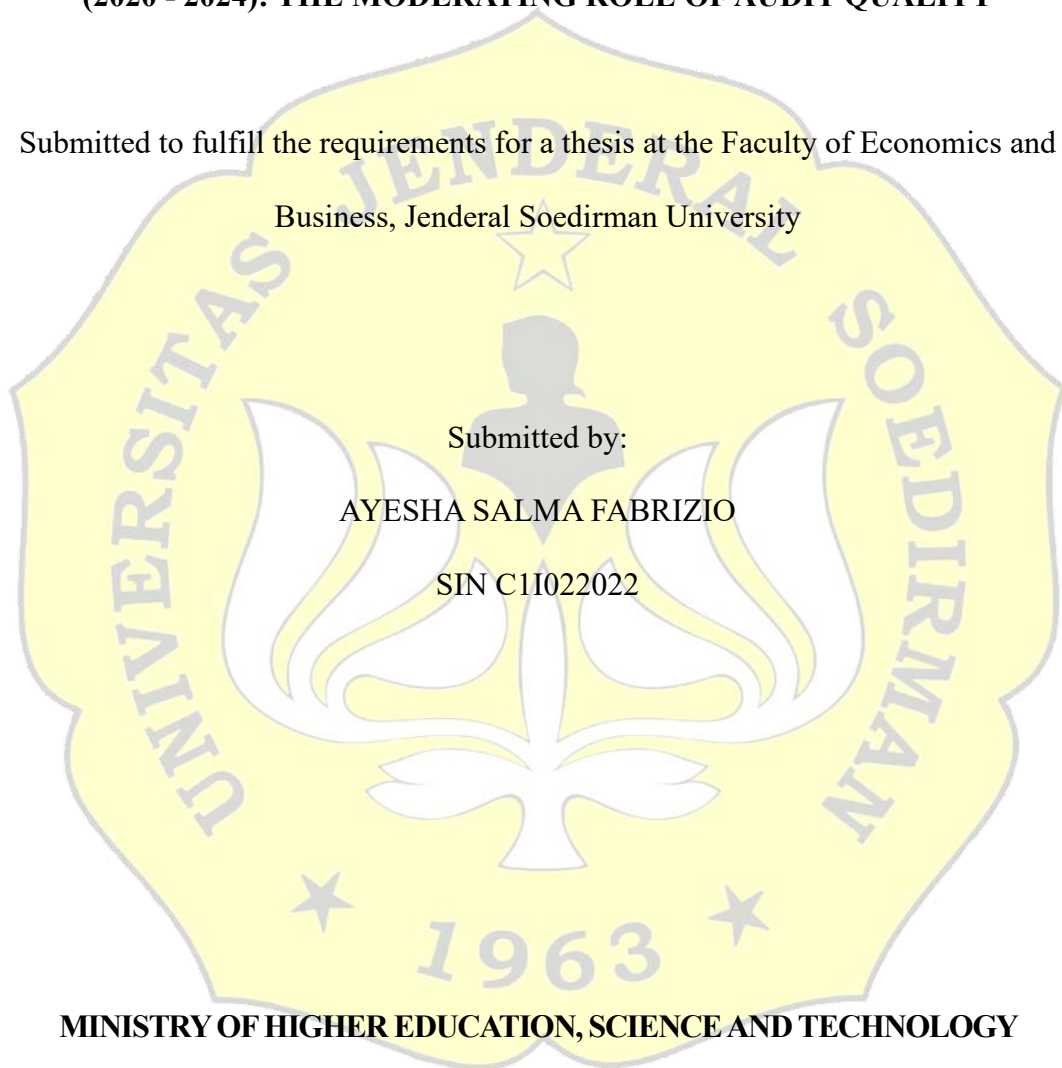 (2020 - 2024): THE MODERATING ROLE OF AUDIT QUALITY
Submitted to fulfill the requirements for a thesis at the Faculty of Economics and
Business, Jenderal Soedirman University
UNIVERSITAS JENDERAL SOEDIRMAN
Submitted by:
AYESHA SALMA FABRIZIO
SIN C1I022022
1963
MINISTRY OF HIGHER EDUCATION, SCIENCE AND TECHNOLOGY